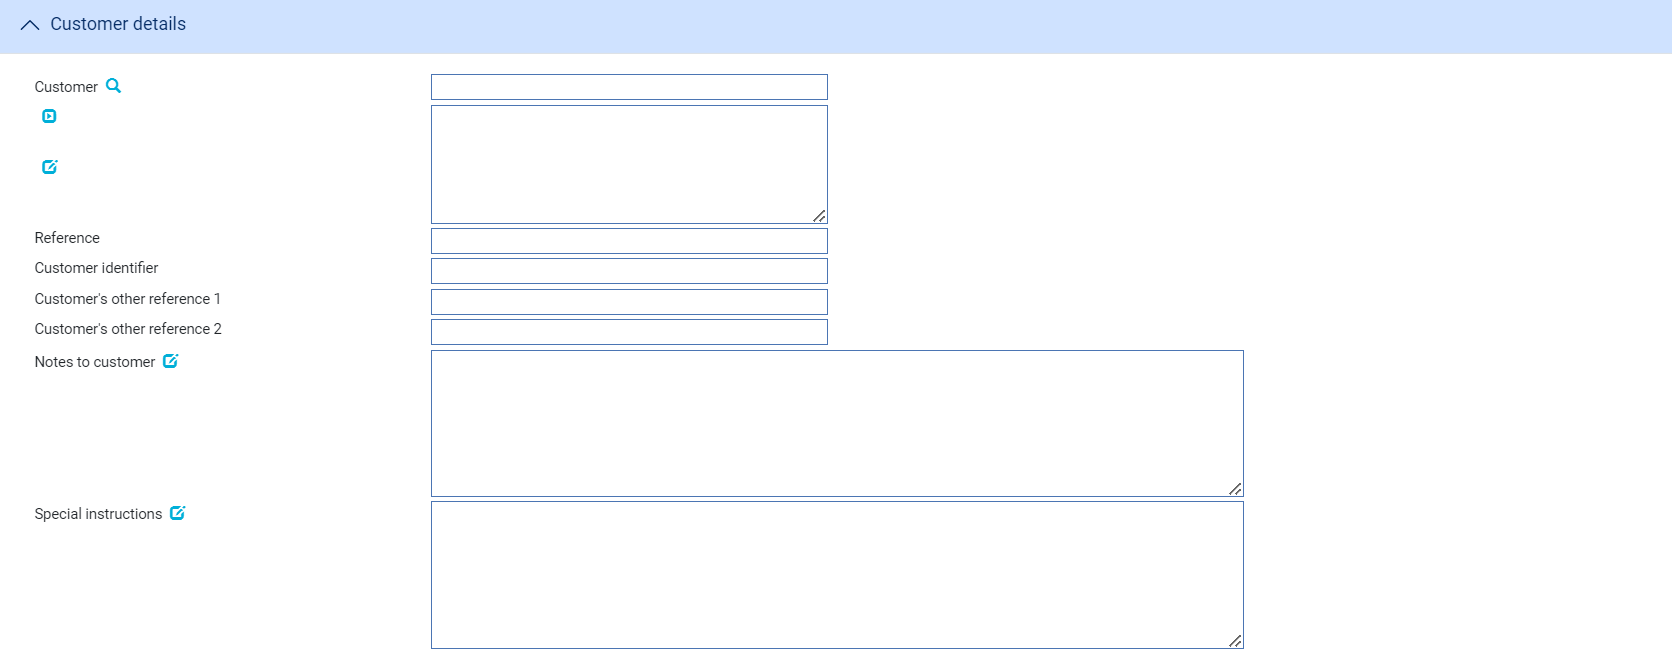 Customer details
Customer
Reference
Customer identifier
Customer's other reference 1
Customer's other reference 2
Notes to customer
Special instructions